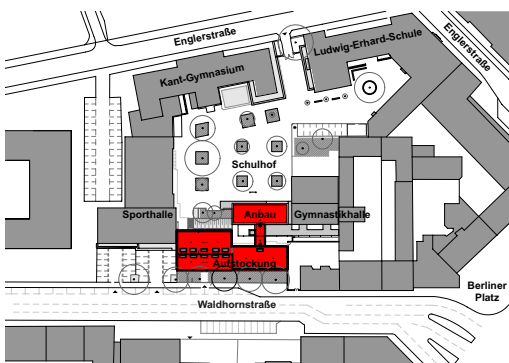 Englerstraße
Ludwig-Erhard-Schule
Englerstraße
Kant-Gymnasium
Schulhof
Sporthalle
Anbau
Gymnastikhalle
Aufstockung
Berliner
Platz
Waldhornstraße